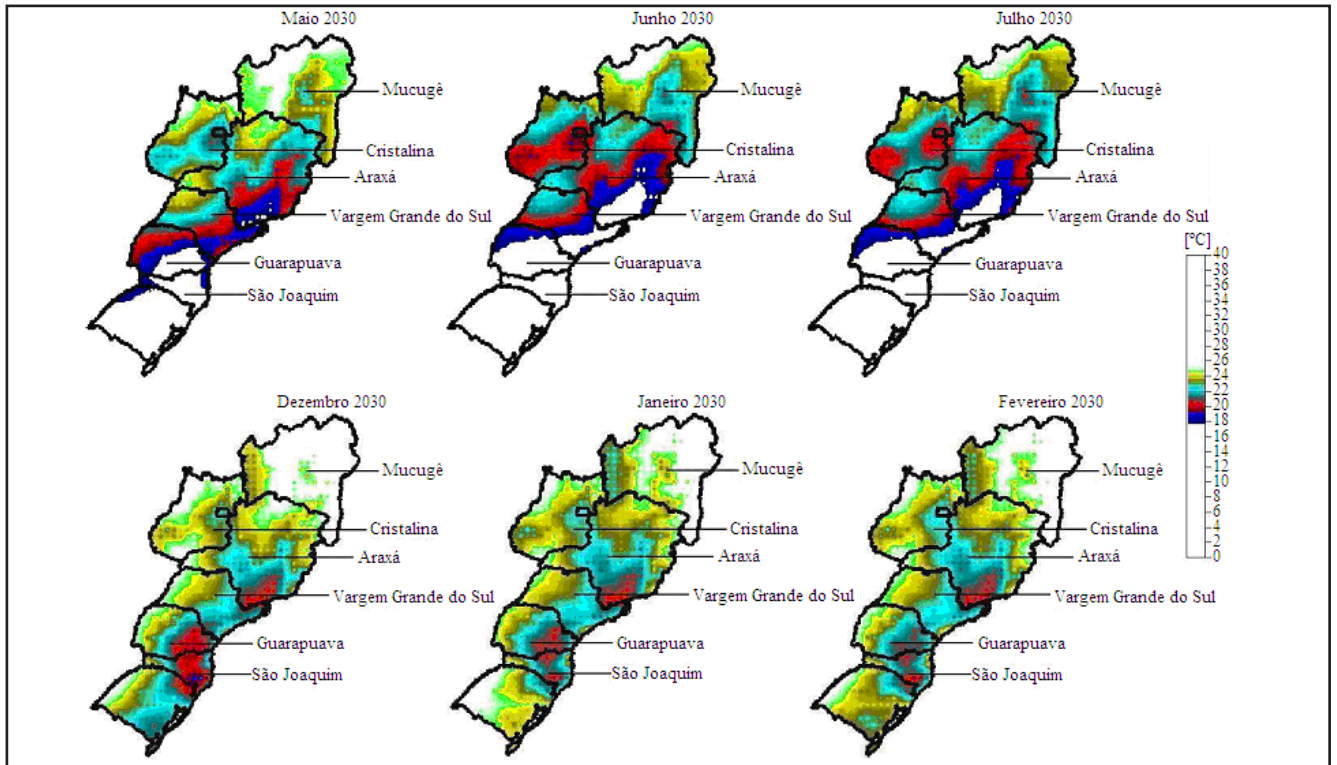 Maio 2030
Junho 2030
Julho 2030
Mucugê
Cristalina
Araxá
Vargem Grande do Sul
Guarapuava
São Joaquim
Mucugê
Cristalina
Araxá
Vargem Grande do Sul
Guarapuava
São Joaquim
Mucugê
Cristalina
Araxá
Vargem Grande do Sul
Guarapuava
São Joaquim
[ºC]
40
38
36
34
32
30
28
26
24
22
20
18
16
14
12
10
8
6
4
2
0
Dezembro 2030
Janeiro 2030
Fevereiro 2030
Mucugê
Cristalina
Araxá
Vargem Grande do Sul
Guarapuava
São Joaquim
Mucugê
Cristalina
Araxá
Vargem Grande do Sul
Guarapuava
São Joaquim
Mucugê
Cristalina
Araxá
Vargem Grande do Sul
Guarapuava
São Joaquim